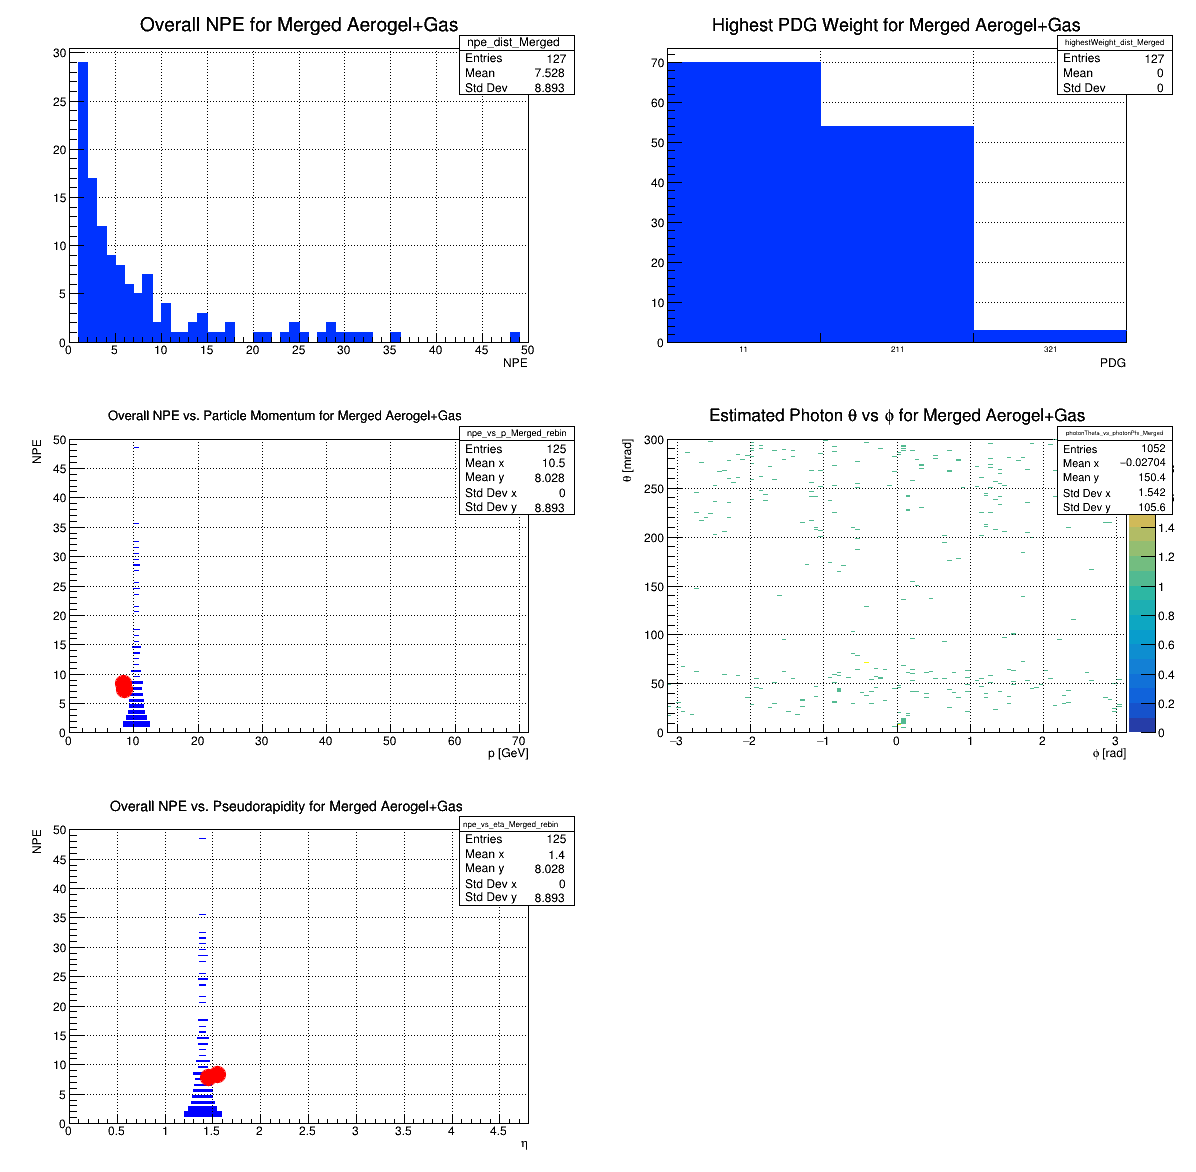 Overall NPE for Merged Aerogel+Gas
npe_dist_Merged
Entries 127
Mean 7.528
Std Dev 8.893
30
25
20
15
10
5
0
0 5 10 15 20 25 30 35 40 45 50
NPE
Highest PDG Weight for Merged Aerogel+Gas
highestWeight_dist_Merged
Entries 127
Mean 0
Std Dev 0
70
60
50
40
30
20
10
0
11 211 321
PDG
Overall NPE vs. Particle Momentum for Merged Aerogel+Gas
npe_vs_p_Merged_rebin
Entries 125
Mean x 10.5
Mean y 8.028
Std Dev x 0
Std Dev y 8.893
NPE
50
45
40
35
30
25
20
15
10
5
0
0 10 20 30 40 50 60 70
p [GeV]
Estimated Photon θ vs ϕ for Merged Aerogel+Gas
photonTheta_vs_photonPhi_Merged
Entries 1052
Mean x −0.02704
Mean y 150.4
Std Dev x 1.542
Std Dev y 105.6
θ [mrad]
300
250
200
150
100
50
0
−3 −2 −1 0 1 2 3
ϕ [rad]
1.4
1.2
1
0.8
0.6
0.4
0.2
0
Overall NPE vs. Pseudorapidity for Merged Aerogel+Gas
npe_vs_eta_Merged_rebin
Entries 125
Mean x 1.4
Mean y 8.028
Std Dev x 0
Std Dev y 8.893
NPE
50
45
40
35
30
25
20
15
10
5
0
0 0.5 1 1.5 2 2.5 3 3.5 4 4.5
η